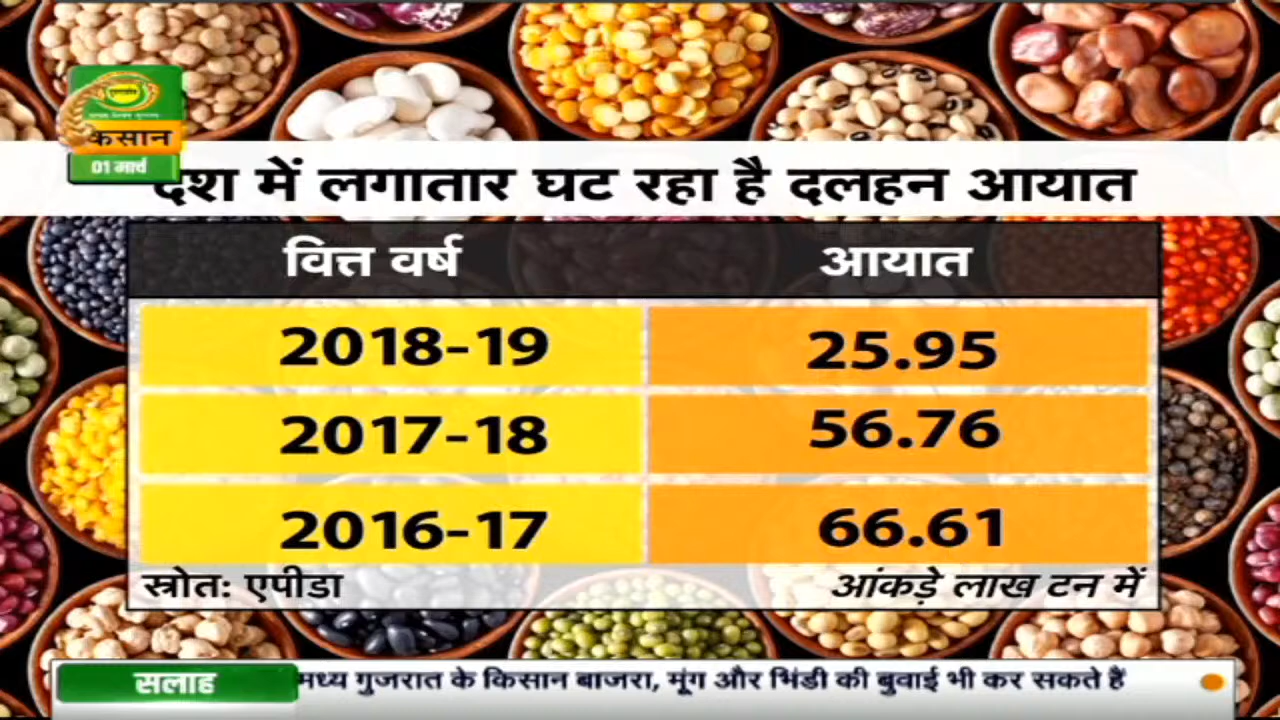 किसान
01 मार्च
देश में लगातार घट रहा है दलहन आयात
वित्त वर्ष आयात
2018-19 25.95
2017-18 56.76
2016-17 66.61
स्रोत: एपीडा आंकड़े लाख टन में
सलाह मध्य गुजरात के किसान बाजरा, मूंग और भिंडी की बुवाई भी कर सकते हैं